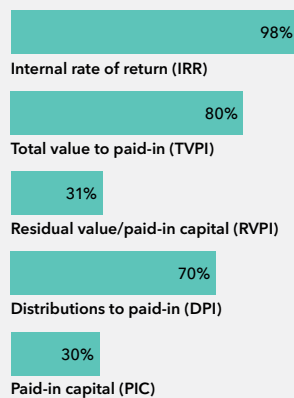 98%
Internal rate of return (IRR)
80%
Total value to paid-in (TVPI)
31%
Residual value/paid-in capital (RVPI)
70%
Distributions to paid-in (DPI)
30%
Paid-in capital (PIC)